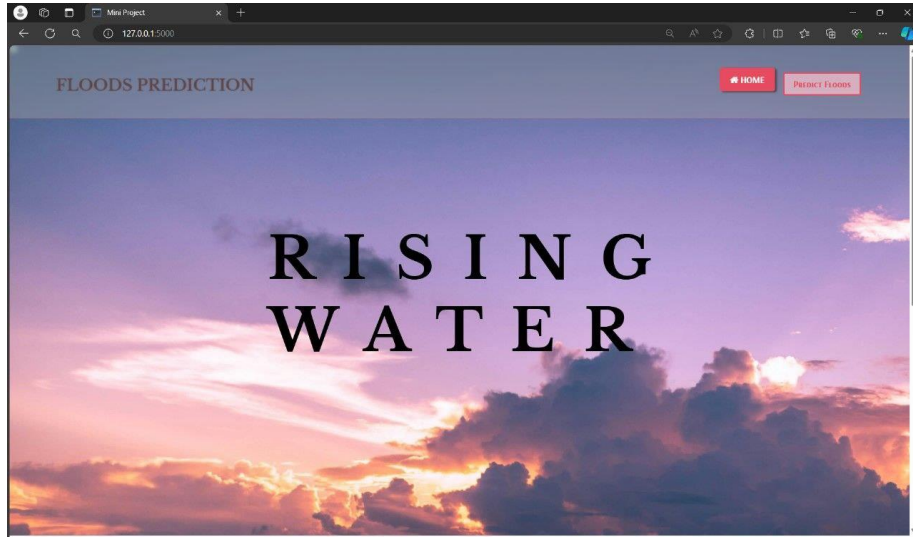 Mini Project
127.0.0.1:5000
FLOODS PREDICTION
HOME
PREDICT FLOODS
RISING
WATER